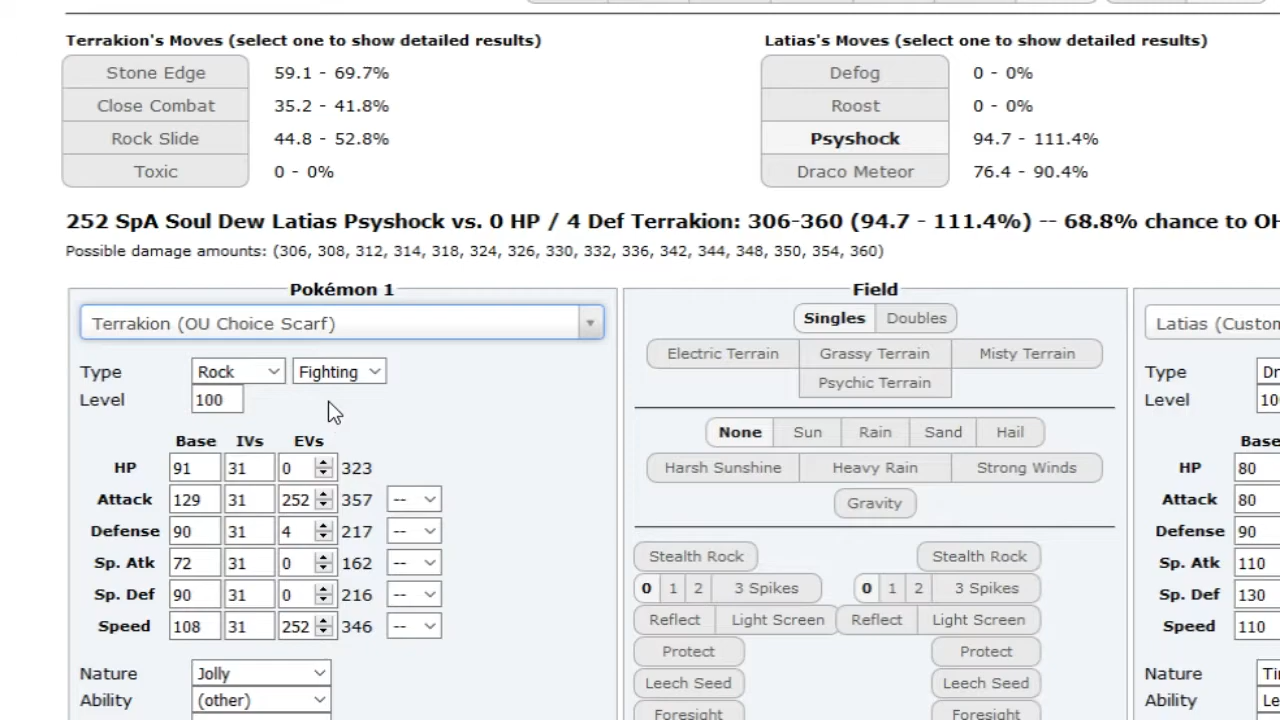 Terrakion's Moves (select one to show detailed results)
Stone Edge 59.1 - 69.7%
Close Combat 35.2 - 41.8%
Rock Slide 44.8 - 52.8%
Toxic 0 - 0%
Latias's Moves (select one to show detailed results)
Defog 0 - 0%
Roost 0 - 0%
Psyshock 94.7 - 111.4%
Draco Meteor 76.4 - 90.4%
252 SpA Soul Dew Latias Psyshock vs. 0 HP / 4 Def Terrakion: 306-360 (94.7 - 111.4%) -- 68.8% chance to OH
Possible damage amounts: (306, 308, 312, 314, 318, 324, 326, 330, 332, 336, 342, 344, 348, 350, 354, 360)
Pokémon 1
Terrakion (OU Choice Scarf)
Type Rock Fighting
Level 100
Base IVs EVs
HP 91 31 0 323
Attack 129 31 252 357 --
Defense 90 31 4 217 --
Sp. Atk 72 31 0 162 --
Sp. Def 90 31 0 216 --
Speed 108 31 252 346 --
Nature Jolly
Ability (other)
Field
Singles Doubles
Electric Terrain Grassy Terrain Misty Terrain
Psychic Terrain
None Sun Rain Sand Hail
Harsh Sunshine Heavy Rain Strong Winds
Gravity
Stealth Rock Stealth Rock
0 1 2 3 Spikes 0 1 2 3 Spikes
Reflect Light Screen Reflect Light Screen
Protect Protect
Leech Seed Leech Seed
Foresight Foresight
Latias (Custom
Type Dr
Level 10
Base
HP 80
Attack 80
Defense 90
Sp. Atk 110
Sp. Def 130
Speed 110
Nature Ti
Ability Le